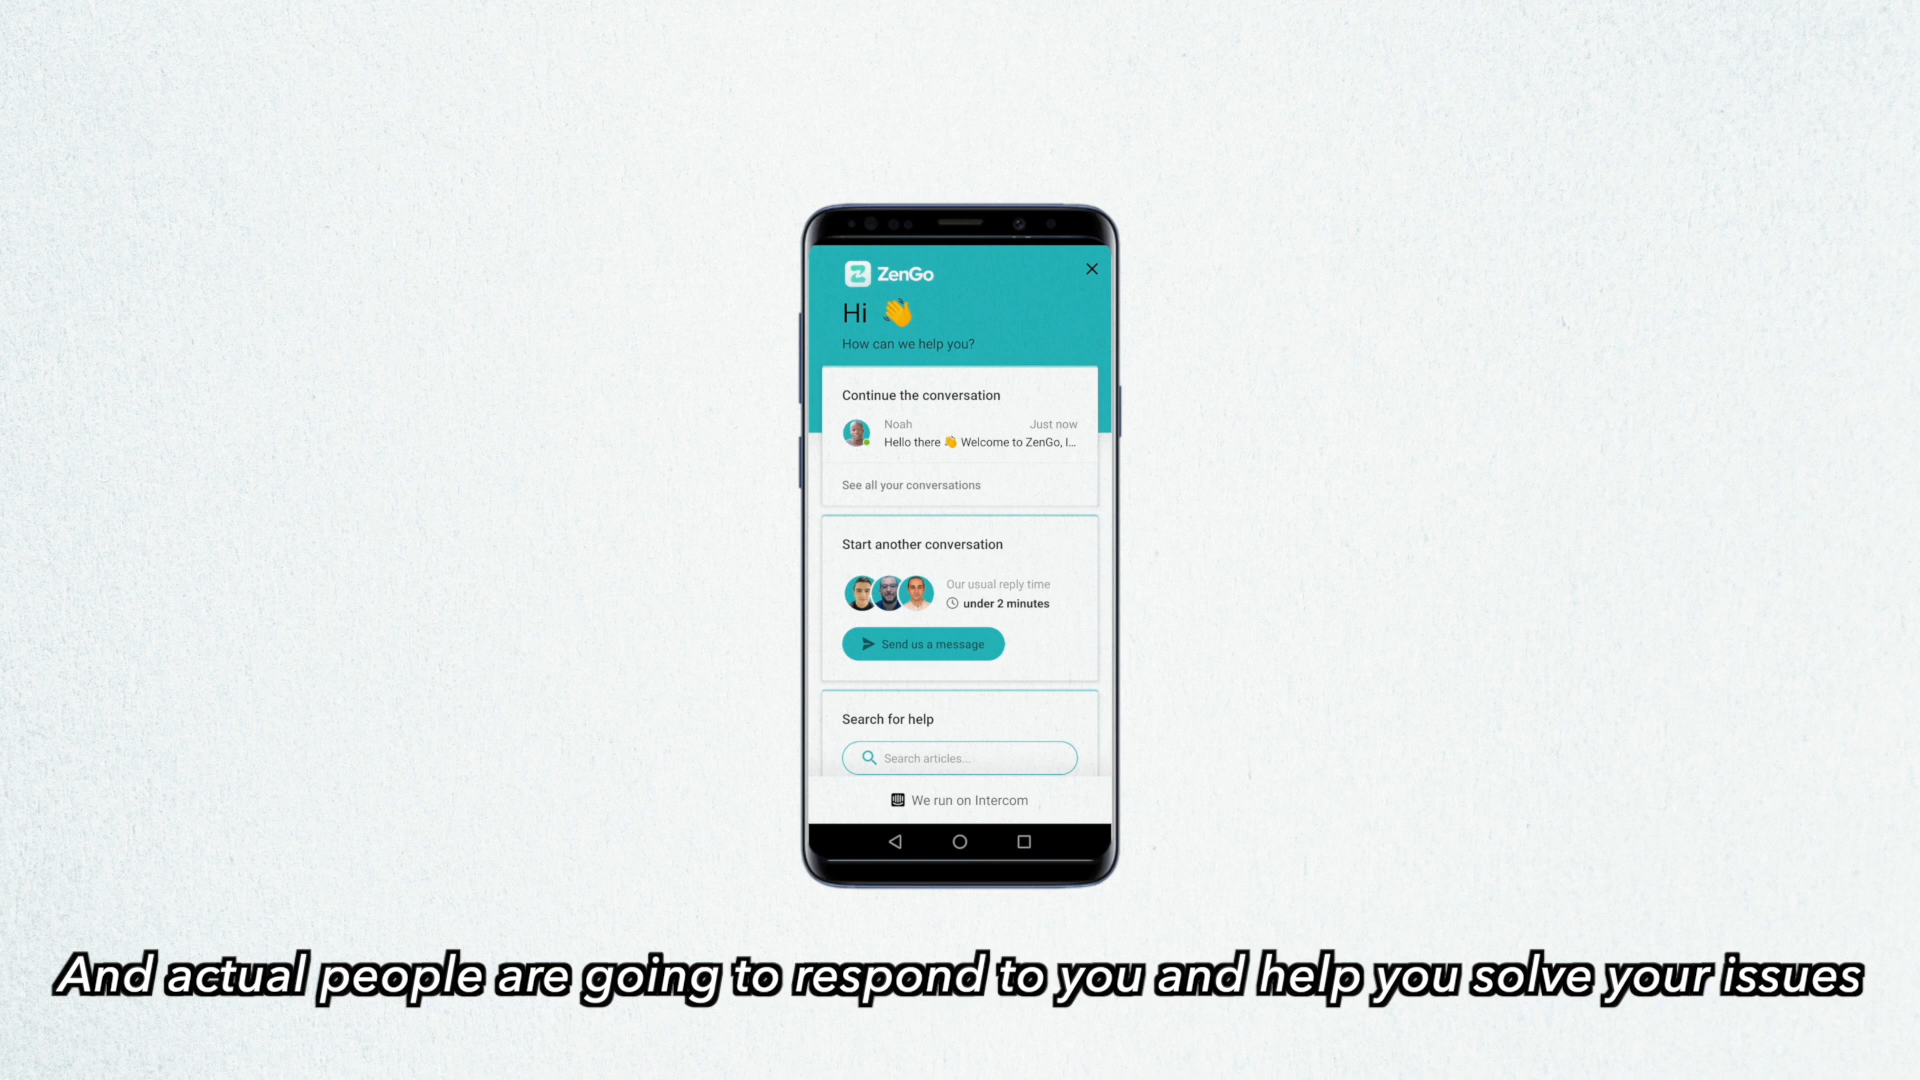 ZenGo
Hi 👋
How can we help you?
Continue the conversation
Noah Just now
Hello there 👋 Welcome to ZenGo, I...
See all your conversations
Start another conversation
Our usual reply time
under 2 minutes
Send us a message
Search for help
Search articles...
We run on Intercom
And actual people are going to respond to you and help you solve your issues